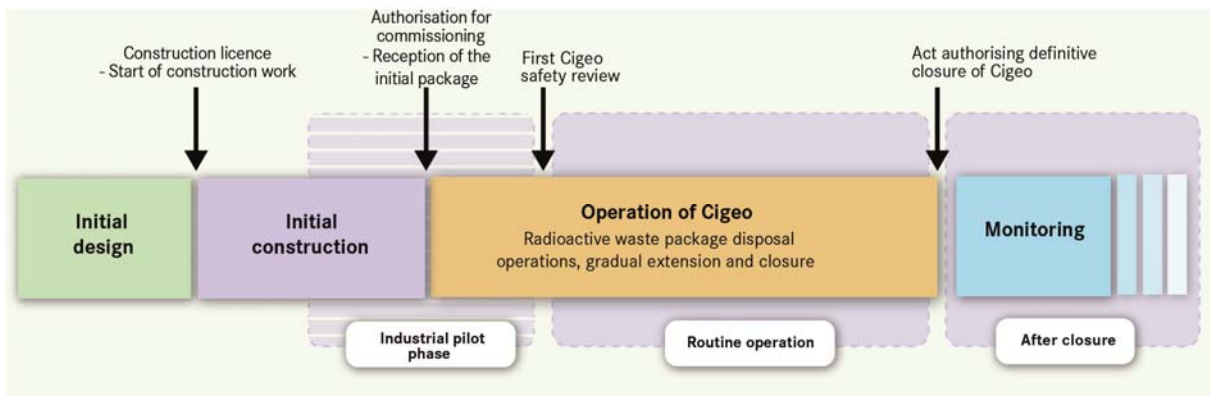 Construction licence
- Start of construction work
Authorisation for
commissioning
- Reception of the
initial package
First Cigeo
safety review
Act authorising definitive
closure of Cigeo
Initial
design
Initial
construction
Operation of Cigeo
Radioactive waste package disposal
operations, gradual extension and closure
Monitoring
Industrial pilot
phase
Routine operation
After closure